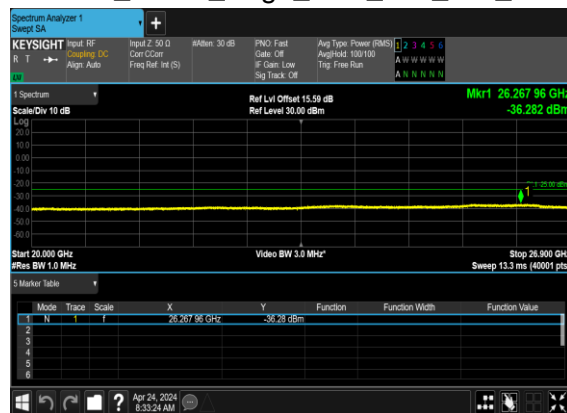 Spectrum Analyzer 1
Swept SA
KEYSIGHT
R T
Input: RF
Coupling: DC
Align: Auto
Input Z: 50 Ω
Corr CCorr
Freq Ref: Int (S)
#Atten: 30 dB
PNO: Fast
Gate: Off
IF Gain: Low
Sig Track: Off
Avg Type: Power (RMS)
Avg|Hold: 100/100
Trig: Free Run
1 2 3 4 5 6
A W W W W W
A N N N N N
1 Spectrum
Scale/Div 10 dB
Ref Lvl Offset 15.59 dB
Ref Level 30.00 dBm
Mkr1 26.267 96 GHz
-36.282 dBm
Log
20.0
10.0
0.00
-10.0
-20.0
-30.0
-40.0
-50.0
-60.0
1
Start 20.000 GHz
#Res BW 1.0 MHz
Video BW 3.0 MHz*
Stop 26.900 GHz
Sweep 13.3 ms (40001 pts)
5 Marker Table
Mode Trace Scale X Y Function Function Width Function Value
1 N 1 f 26.267 96 GHz -36.28 dBm
2
3
4
5
6
?
Apr 24, 2024
8:33:24 AM